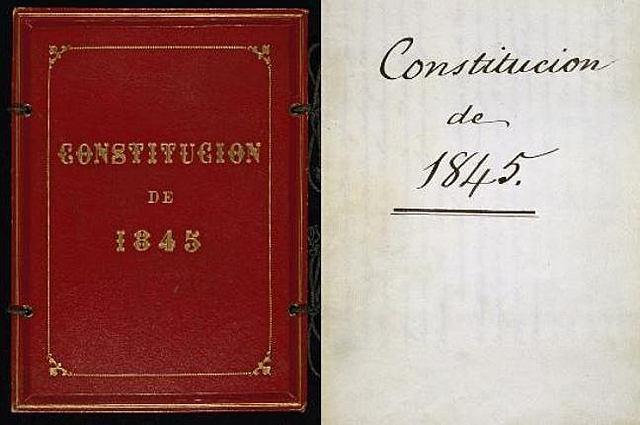 CONSTITUCION
DE
1845
Constitucion
de
1845.